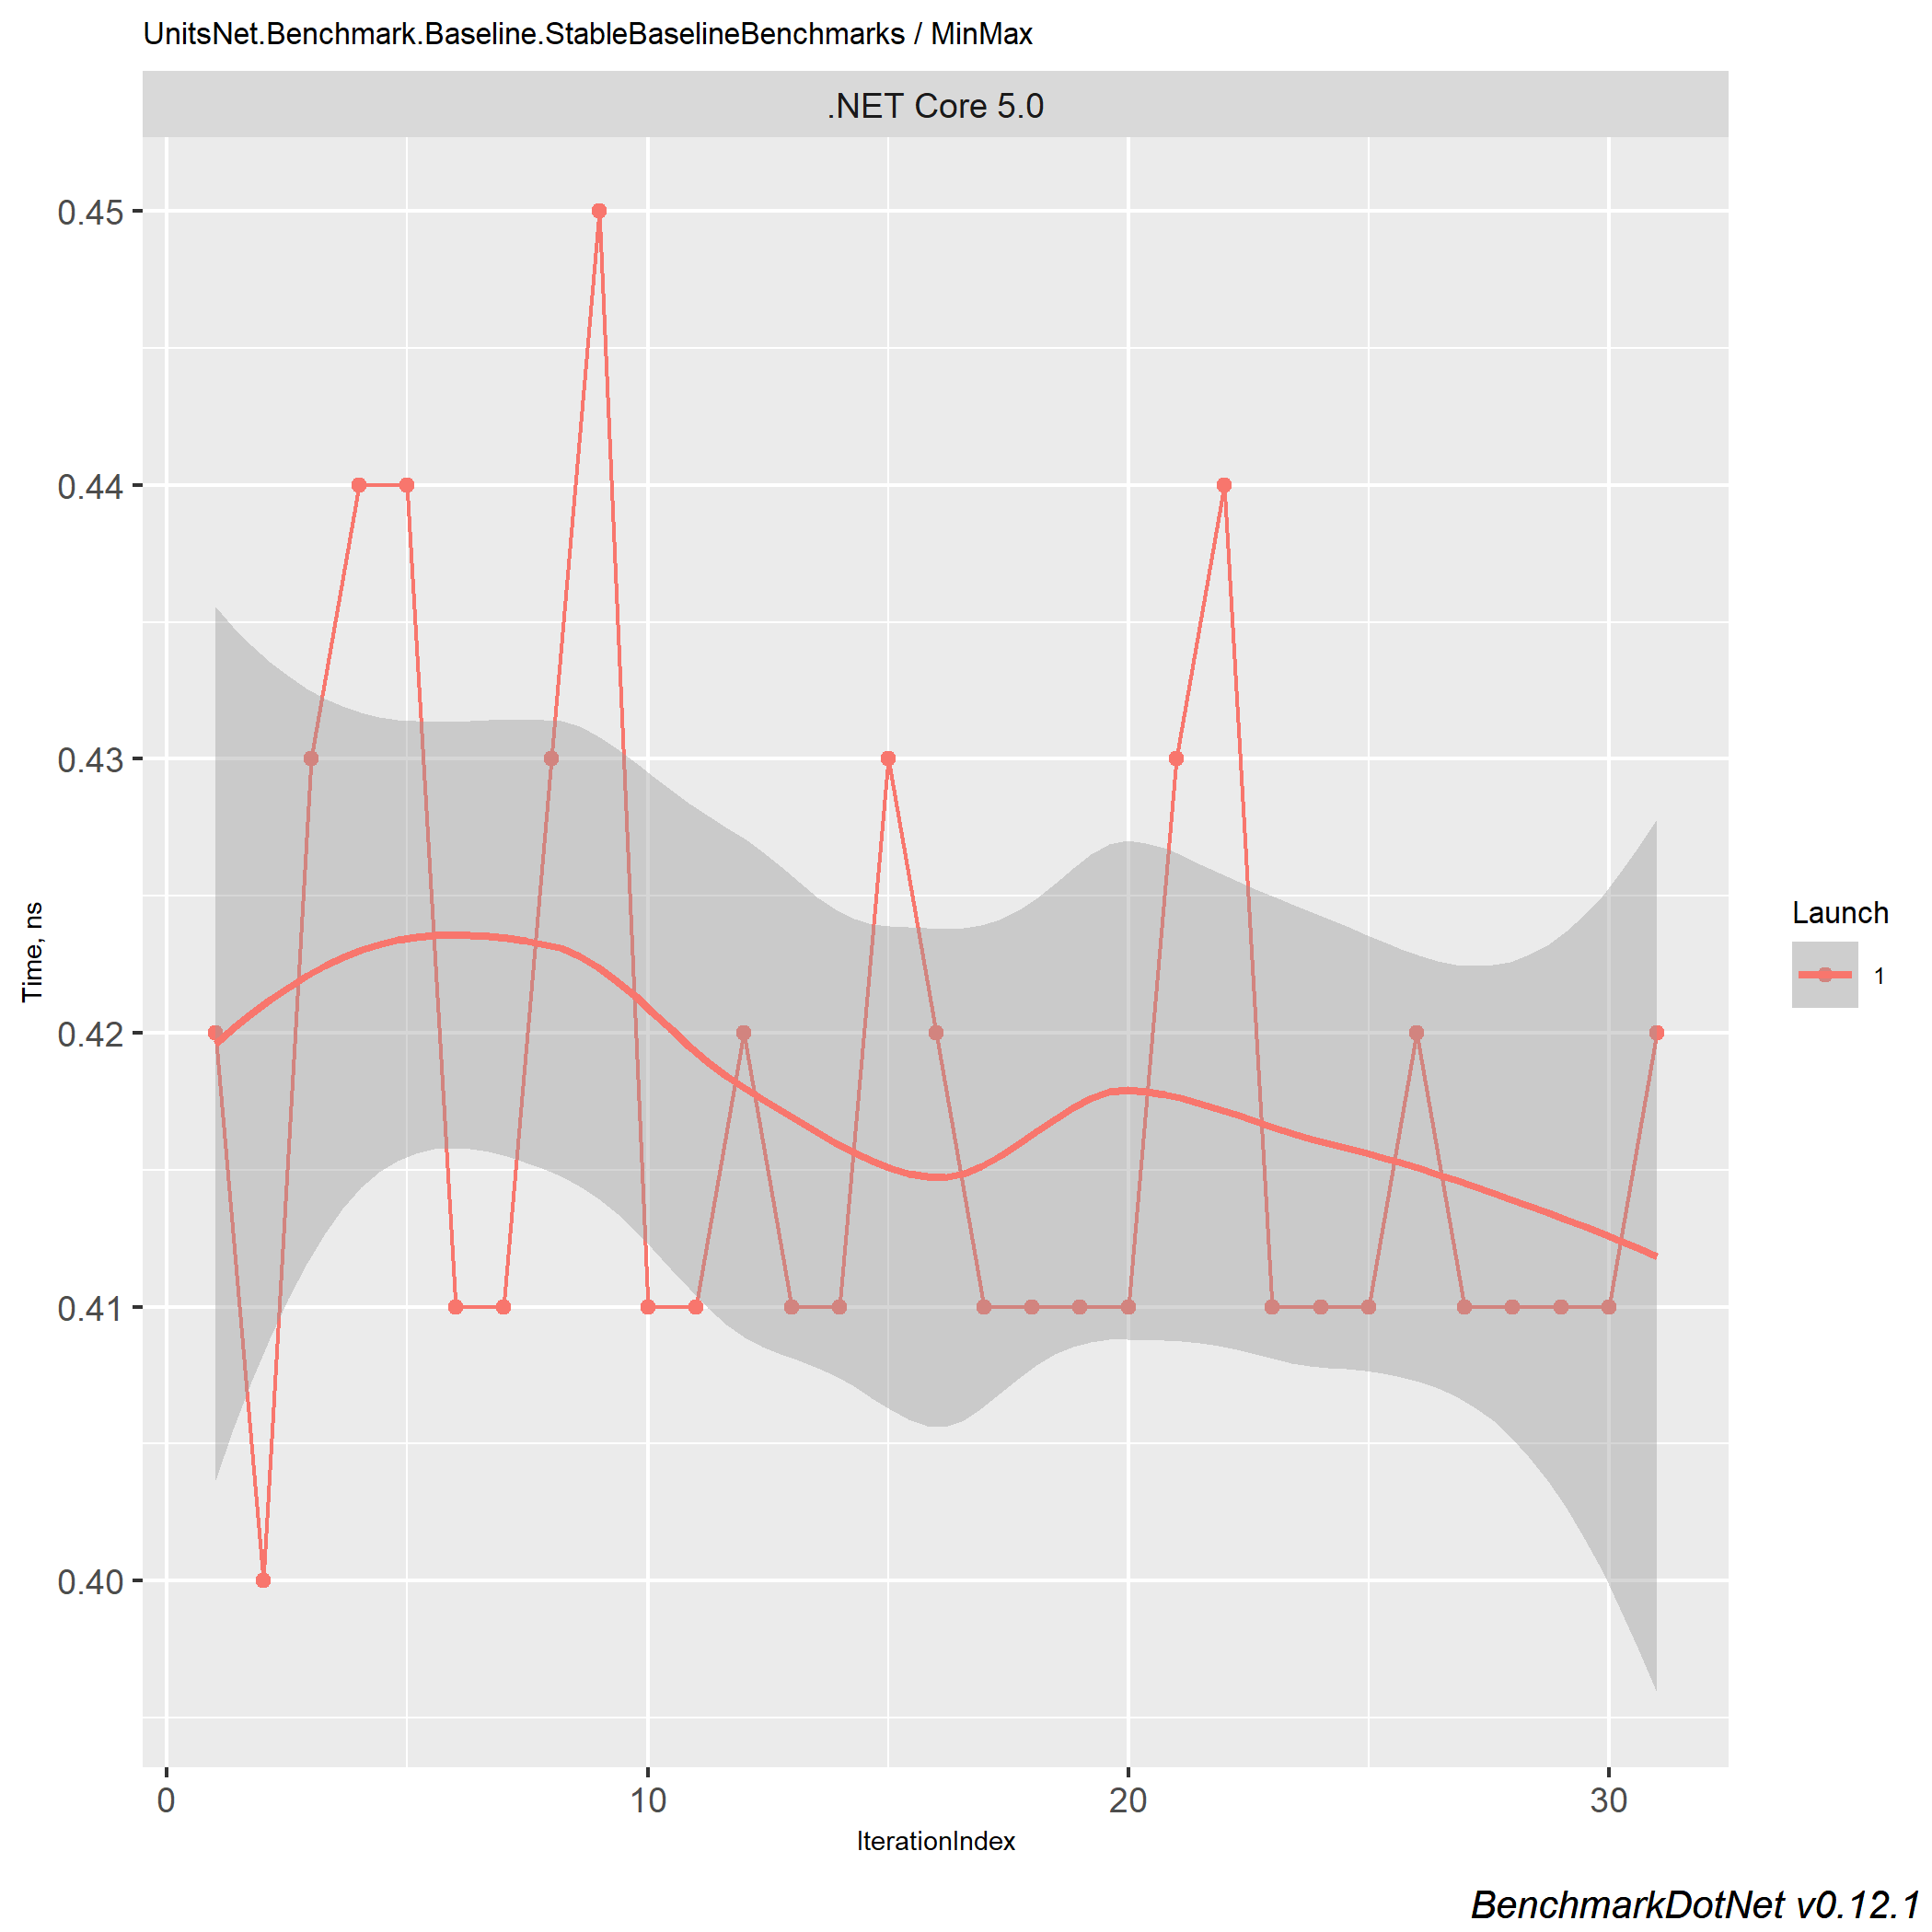 UnitsNet.Benchmark.Baseline.StableBaselineBenchmarks / MinMax
.NET Core 5.0
0.45
0.44
0.43
0.42
0.41
0.40
Time, ns
0 10 20 30
IterationIndex
Launch
1
BenchmarkDotNet v0.12.1